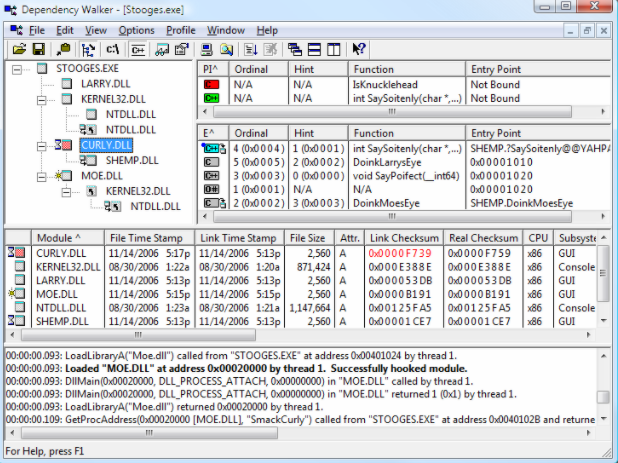 Dependency Walker - [Stooges.exe]
File Edit View Options Profile Window Help
c:\ C++
STOOGES.EXE
LARRY.DLL
KERNEL32.DLL
NTDLL.DLL
NTDLL.DLL
CURLY.DLL
SHEMP.DLL
MOE.DLL
KERNEL32.DLL
NTDLL.DLL
PI^ Ordinal Hint Function Entry Point
C N/A N/A IsKnucklehead Not Bound
C++ N/A N/A int SaySoitenly(char *,...) Not Bound
E^ Ordinal Hint Function Entry Point
C++ 4 (0x0004) 1 (0x0001) int SaySoitenly(char *,...) SHEMP.?SaySoitenly@@YAHPA
C 5 (0x0005) 2 (0x0002) DoinkLarrysEye 0x00001010
C++ 3 (0x0003) 0 (0x0000) void SayPoifect(__int64) 0x00001020
O# 1 (0x0001) N/A N/A 0x00001000
C 2 (0x0002) 3 (0x0003) DoinkMoesEye SHEMP.DoinkMoesEye
Module ^ File Time Stamp Link Time Stamp File Size Attr. Link Checksum Real Checksum CPU Subsyste
CURLY.DLL 11/14/2006 5:17p 11/14/2006 5:13p 2,560 A 0x0000F739 0x0000F759 x86 GUI
KERNEL32.DLL 08/30/2006 1:22a 08/30/2006 1:20a 871,424 A 0x000E388E 0x000E388E x86 Console
LARRY.DLL 11/14/2006 5:13p 11/14/2006 5:13p 2,560 A 0x000053DB 0x000053DB x86 GUI
MOE.DLL 11/14/2006 5:15p 11/14/2006 5:15p 2,560 A 0x0000B191 0x0000B191 x86 GUI
NTDLL.DLL 08/30/2006 1:23a 08/30/2006 1:21a 1,147,664 A 0x00125FA5 0x00125FA5 x86 Console
SHEMP.DLL 11/14/2006 5:13p 11/14/2006 5:13p 2,560 A 0x00001CE7 0x00001CE7 x86 GUI
00:00:00.093: LoadLibraryA("Moe.dll") called from "STOOGES.EXE" at address 0x00401024 by thread 1.
00:00:00.093: Loaded "MOE.DLL" at address 0x00020000 by thread 1. Successfully hooked module.
00:00:00.093: DllMain(0x00020000, DLL_PROCESS_ATTACH, 0x00000000) in "MOE.DLL" called by thread 1.
00:00:00.093: DllMain(0x00020000, DLL_PROCESS_ATTACH, 0x00000000) in "MOE.DLL" returned 1 (0x1) by thread 1.
00:00:00.093: LoadLibraryA("Moe.dll") returned 0x00020000 by thread 1.
00:00:00.109: GetProcAddress(0x00020000 [MOE.DLL], "SmackCurly") called from "STOOGES.EXE" at address 0x0040102B and returne
For Help, press F1